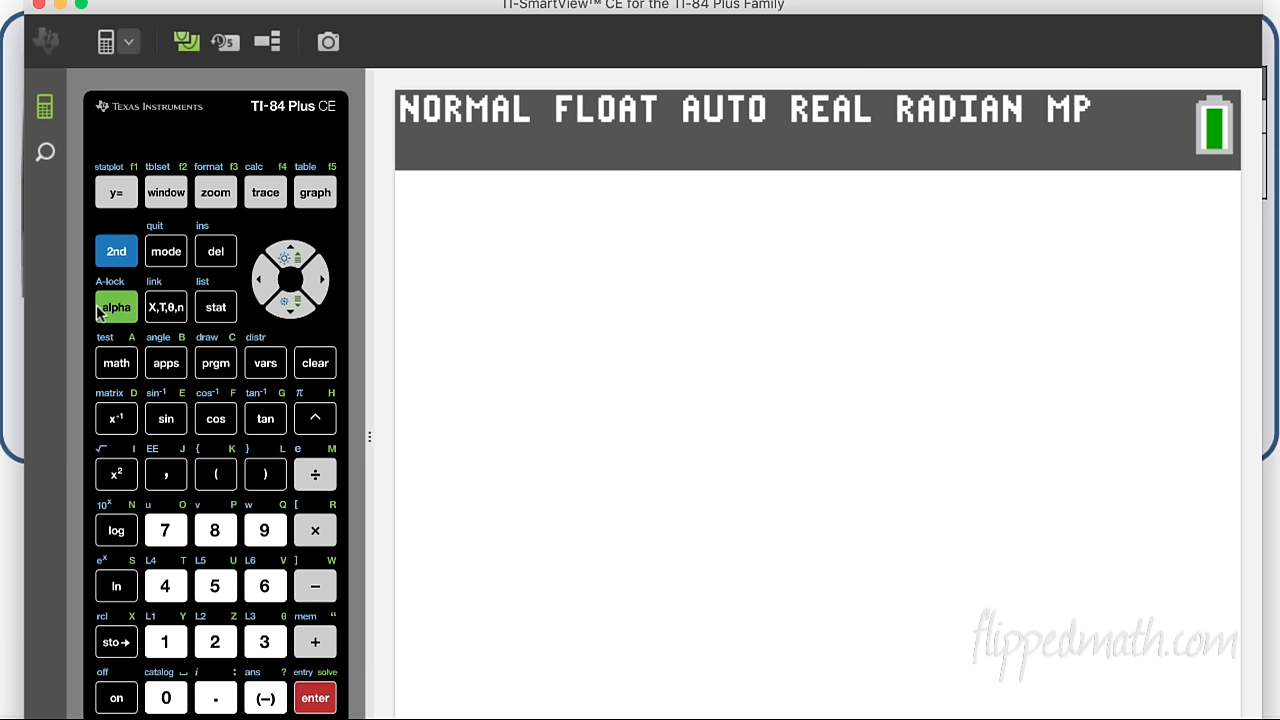 TI-SmartView™ CE for the TI-84 Plus Family
TEXAS INSTRUMENTS TI-84 Plus CE
NORMAL FLOAT AUTO REAL RADIAN MP
statplot f1 tblset f2 format f3 calc f4 table f5
y= window zoom trace graph
quit ins
2nd mode del
A-lock link list
alpha X,T,θ,n stat
test A angle B draw C distr
math apps prgm vars clear
matrix D sin⁻¹ E cos⁻¹ F tan⁻¹ G π H
x⁻¹ sin cos tan ^
√ I EE J { K } L e M
x² , ( ) ÷
10ˣ N u O v P w Q [ R
log 7 8 9 ×
eˣ S L4 T L5 U L6 V ] W
ln 4 5 6 −
rcl X L1 Y L2 Z L3 θ mem “
sto→ 1 2 3 +
off catalog ⎵ i : ans ? entry solve
on 0 . (−) enter
flippedmath.com